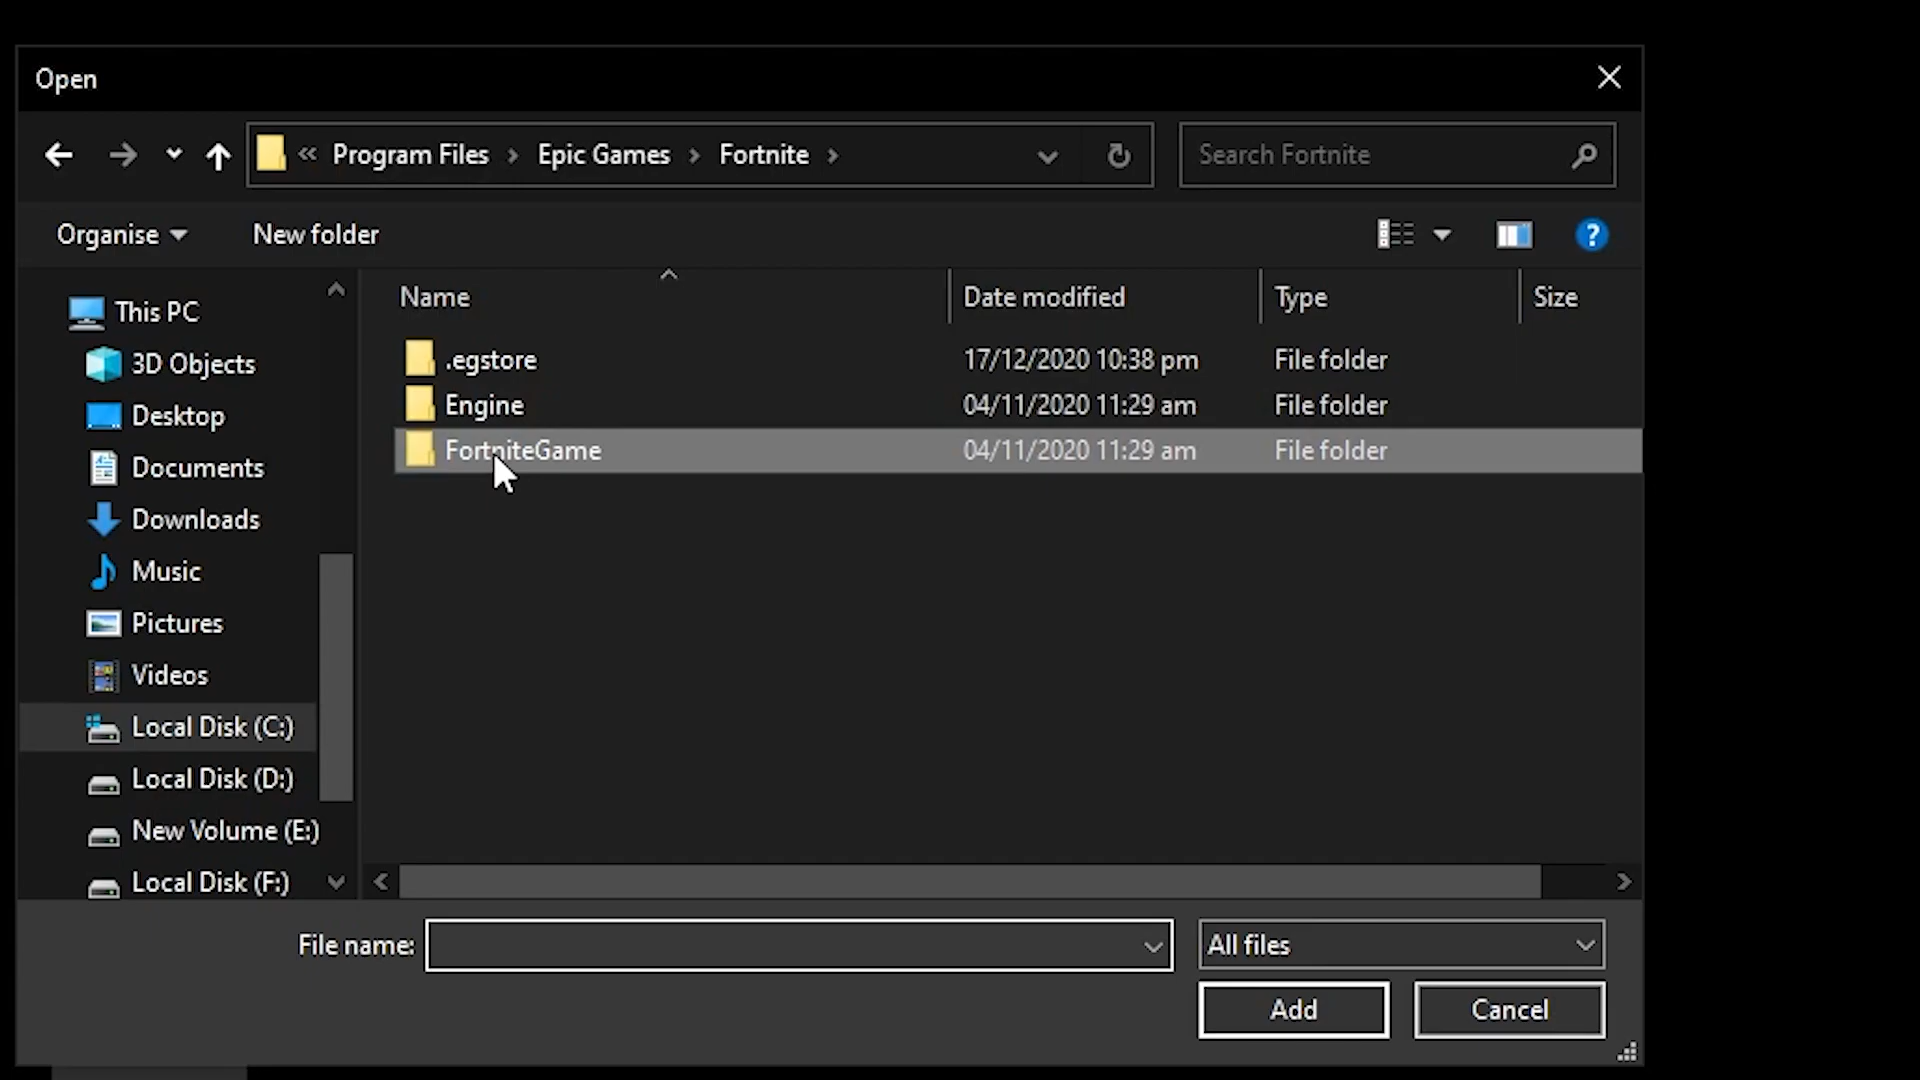 Open
« Program Files > Epic Games > Fortnite >
Search Fortnite
Organise
New folder
?
Name
Date modified
Type
Size
This PC
3D Objects
Desktop
Documents
Downloads
Music
Pictures
Videos
Local Disk (C:)
Local Disk (D:)
New Volume (E:)
Local Disk (F:)
.egstore 17/12/2020 10:38 pm File folder
Engine 04/11/2020 11:29 am File folder
FortniteGame 04/11/2020 11:29 am File folder
File name:
All files
Add
Cancel